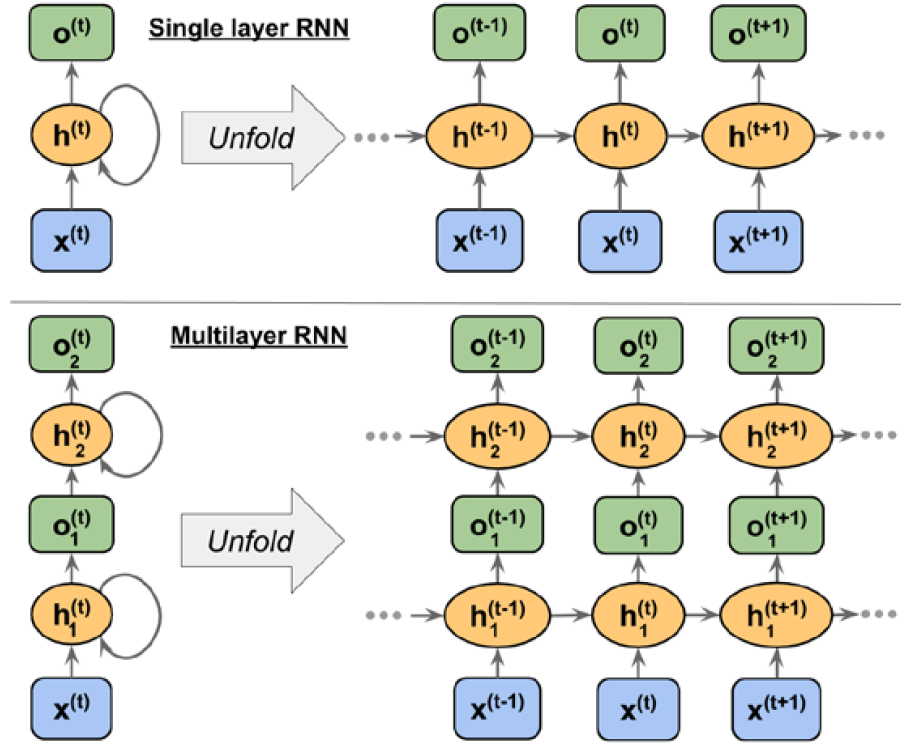 o(t) Single layer RNN o(t-1) o(t) o(t+1)
h(t) Unfold h(t-1) h(t) h(t+1)
x(t) x(t-1) x(t) x(t+1)
o2(t) Multilayer RNN o2(t-1) o2(t) o2(t+1)
h2(t) h2(t-1) h2(t) h2(t+1)
o1(t) Unfold o1(t-1) o1(t) o1(t+1)
h1(t) h1(t-1) h1(t) h1(t+1)
x(t) x(t-1) x(t) x(t+1)